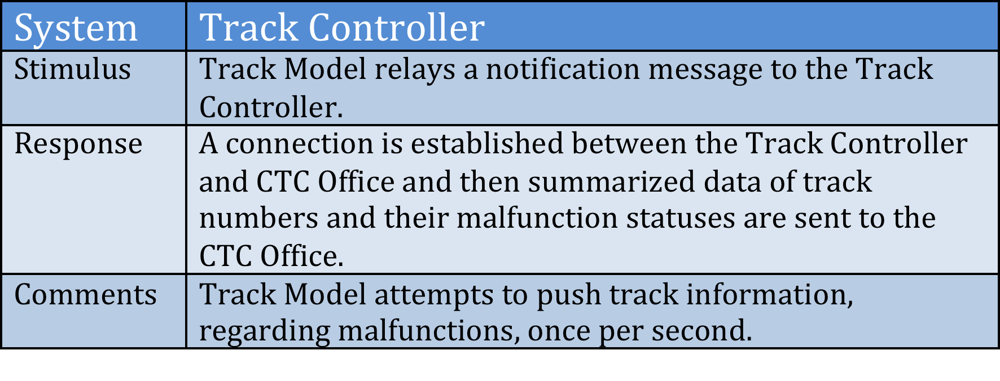 System Track Controller
Stimulus Track Model relays a notification message to the Track
Controller.
Response A connection is established between the Track Controller
and CTC Office and then summarized data of track
numbers and their malfunction statuses are sent to the
CTC Office.
Comments Track Model attempts to push track information,
regarding malfunctions, once per second.